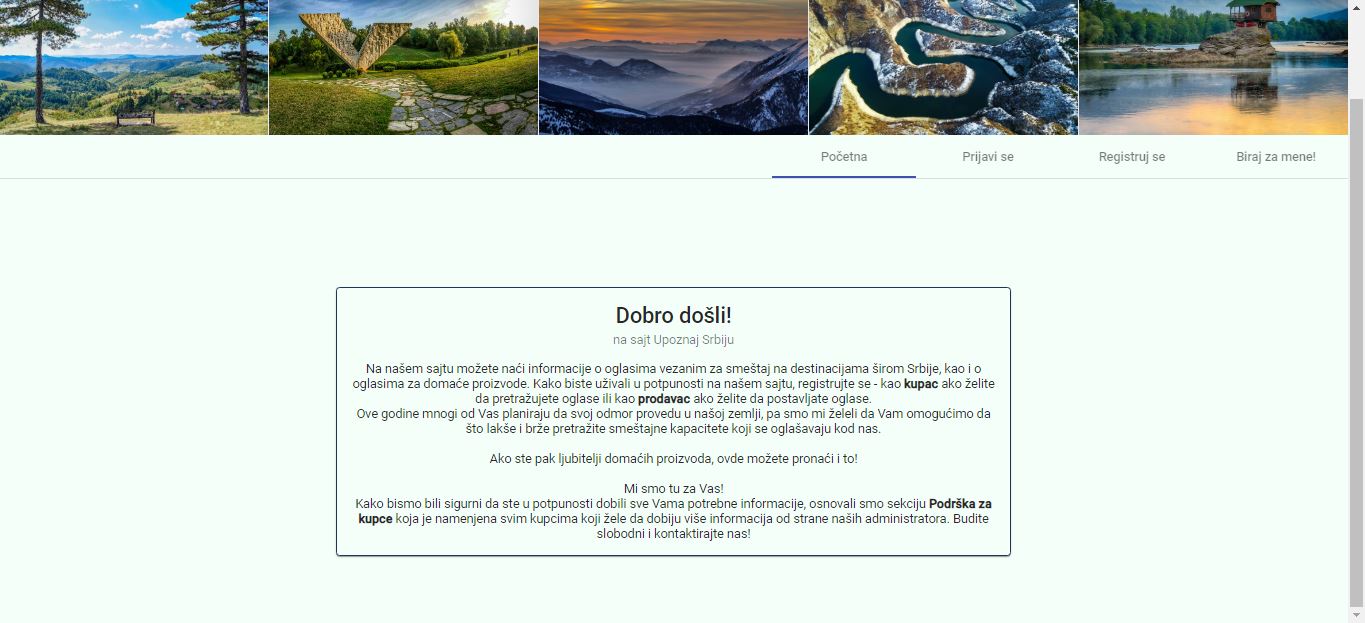 Početna
Prijavi se
Registruj se
Biraj za mene!
Dobro došli!
na sajt Upoznaj Srbiju
Na našem sajtu možete naći informacije o oglasima vezanim za smeštaj na destinacijama širom Srbije, kao i o
oglasima za domaće proizvode. Kako biste uživali u potpunosti na našem sajtu, registrujte se - kao kupac ako želite
da pretražujete oglase ili kao prodavac ako želite da postavljate oglase.
Ove godine mnogi od Vas planiraju da svoj odmor provedu u našoj zemlji, pa smo mi želeli da Vam omogućimo da
što lakše i brže pretražite smeštajne kapacitete koji se oglašavaju kod nas.
Ako ste pak ljubitelji domaćih proizvoda, ovde možete pronaći i to!
Mi smo tu za Vas!
Kako bismo bili sigurni da ste u potpunosti dobili sve Vama potrebne informacije, osnovali smo sekciju Podrška za
kupce koja je namenjena svim kupcima koji žele da dobiju više informacija od strane naših administratora. Budite
slobodni i kontaktirajte nas!